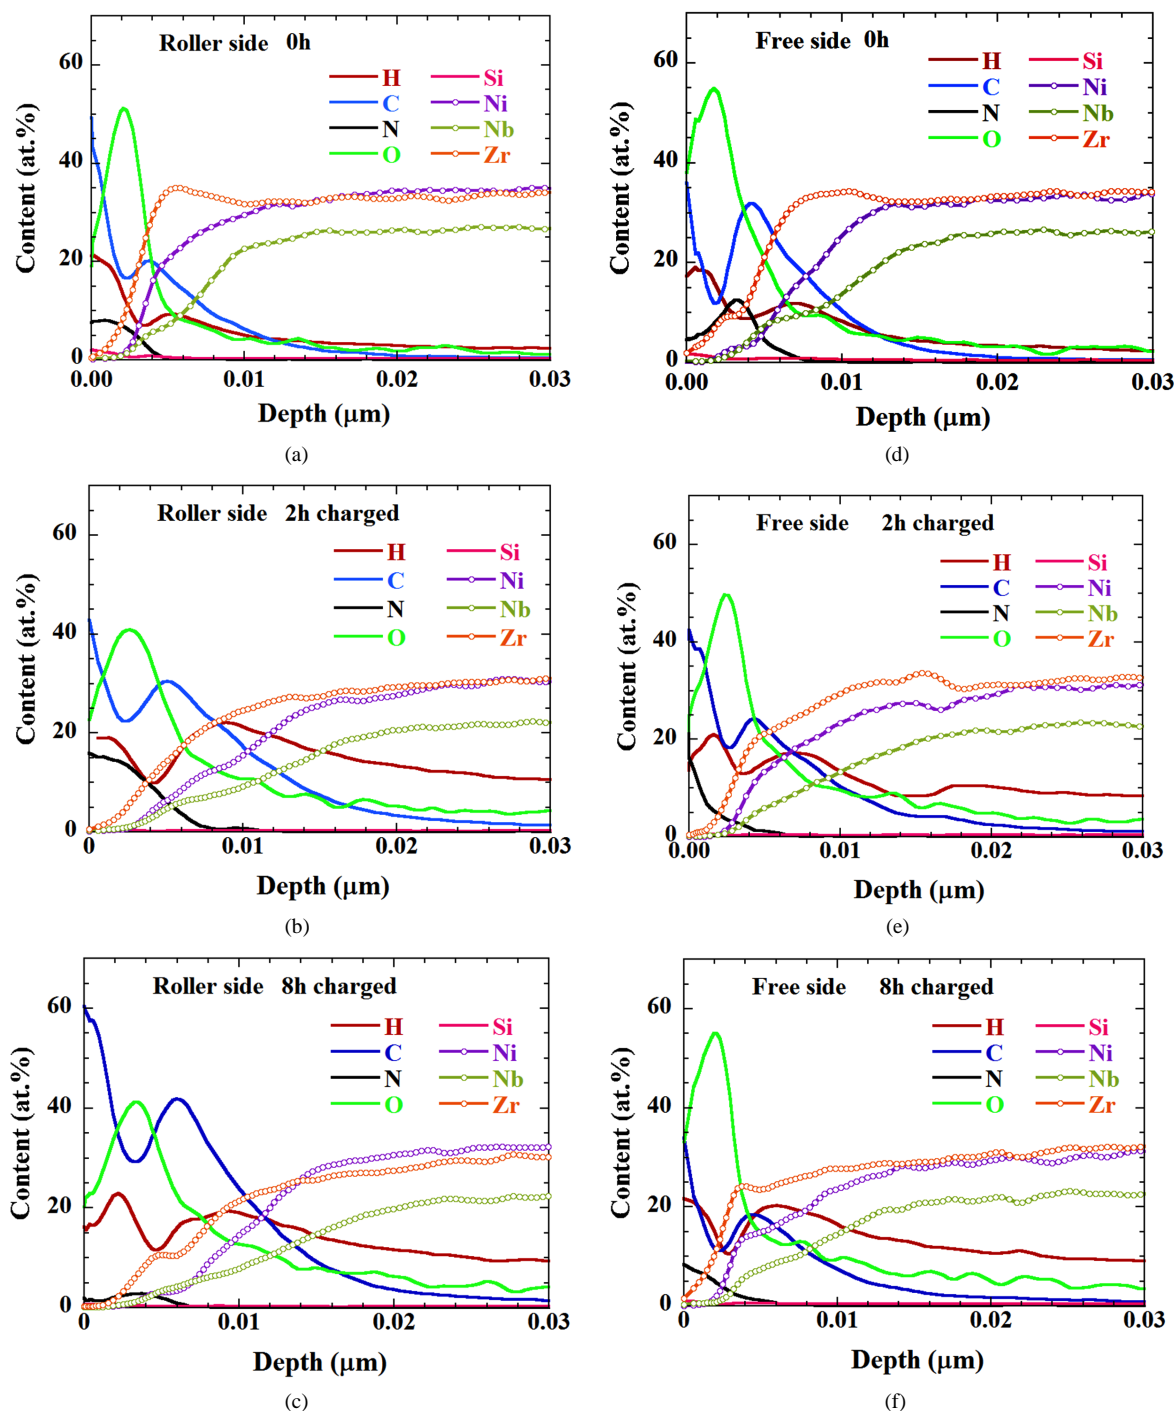 Roller side 0h
H Si
C Ni
N Nb
O Zr
Content (at.%)
60
40
20
0
0.00 0.01 0.02 0.03
Depth (μm)
(a)
Free side 0h
H Si
C Ni
N Nb
O Zr
Content (at.%)
60
40
20
0
0.00 0.01 0.02 0.03
Depth (μm)
(d)
Roller side 2h charged
H Si
C Ni
N Nb
O Zr
Content (at.%)
60
40
20
0
0 0.01 0.02 0.03
Depth (μm)
(b)
Free side 2h charged
H Si
C Ni
N Nb
O Zr
Content (at.%)
60
40
20
0
0.00 0.01 0.02 0.03
Depth (μm)
(e)
Roller side 8h charged
H Si
C Ni
N Nb
O Zr
Content (at.%)
60
40
20
0
0 0.01 0.02 0.03
Depth (μm)
(c)
Free side 8h charged
H Si
C Ni
N Nb
O Zr
Content (at.%)
60
40
20
0
0 0.01 0.02 0.03
Depth (μm)
(f)